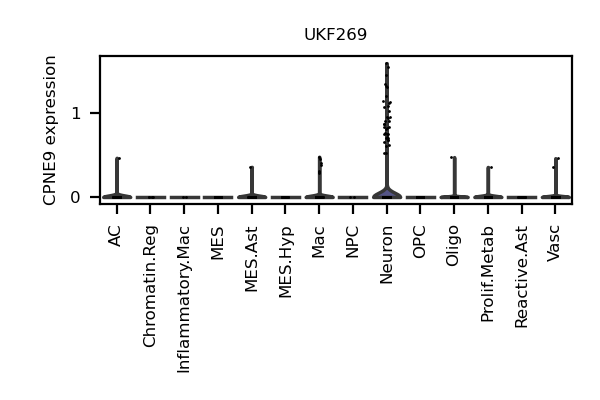 UKF269
CPNE9 expression
1
0
AC
Chromatin.Reg
Inflammatory.Mac
MES
MES.Ast
MES.Hyp
Mac
NPC
Neuron
OPC
Oligo
Prolif.Metab
Reactive.Ast
Vasc